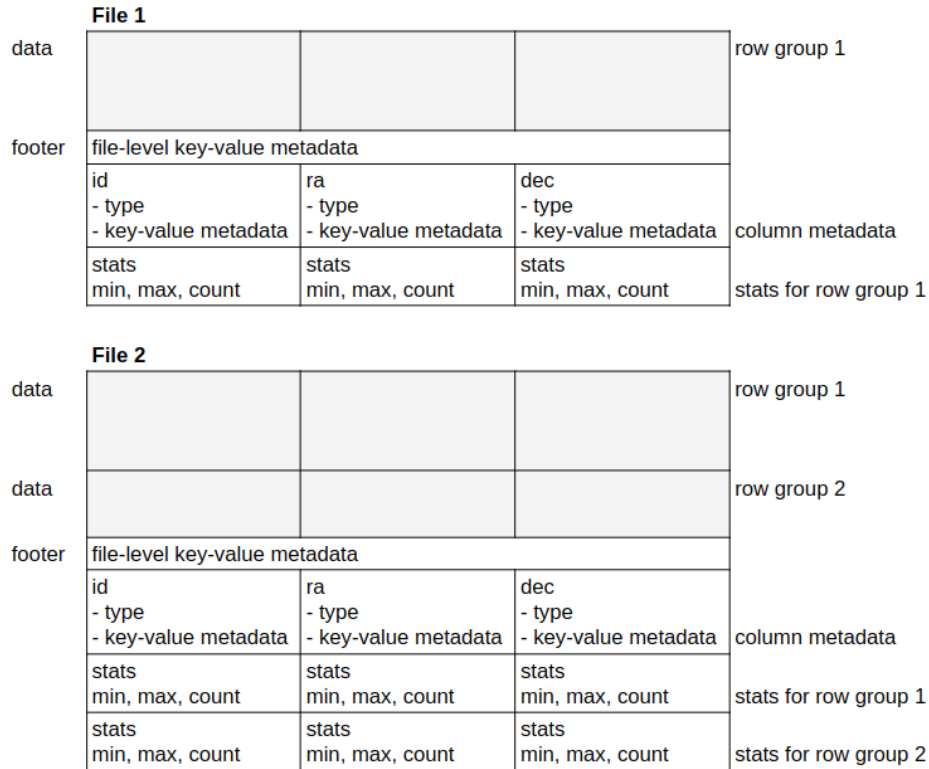 File 1
data
row group 1
footer
file-level key-value metadata
id
- type
- key-value metadata
ra
- type
- key-value metadata
dec
- type
- key-value metadata
column metadata
stats
min, max, count
stats
min, max, count
stats
min, max, count
stats for row group 1
File 2
data
row group 1
data
row group 2
footer
file-level key-value metadata
id
- type
- key-value metadata
ra
- type
- key-value metadata
dec
- type
- key-value metadata
column metadata
stats
min, max, count
stats
min, max, count
stats
min, max, count
stats for row group 1
stats
min, max, count
stats
min, max, count
stats
min, max, count
stats for row group 2